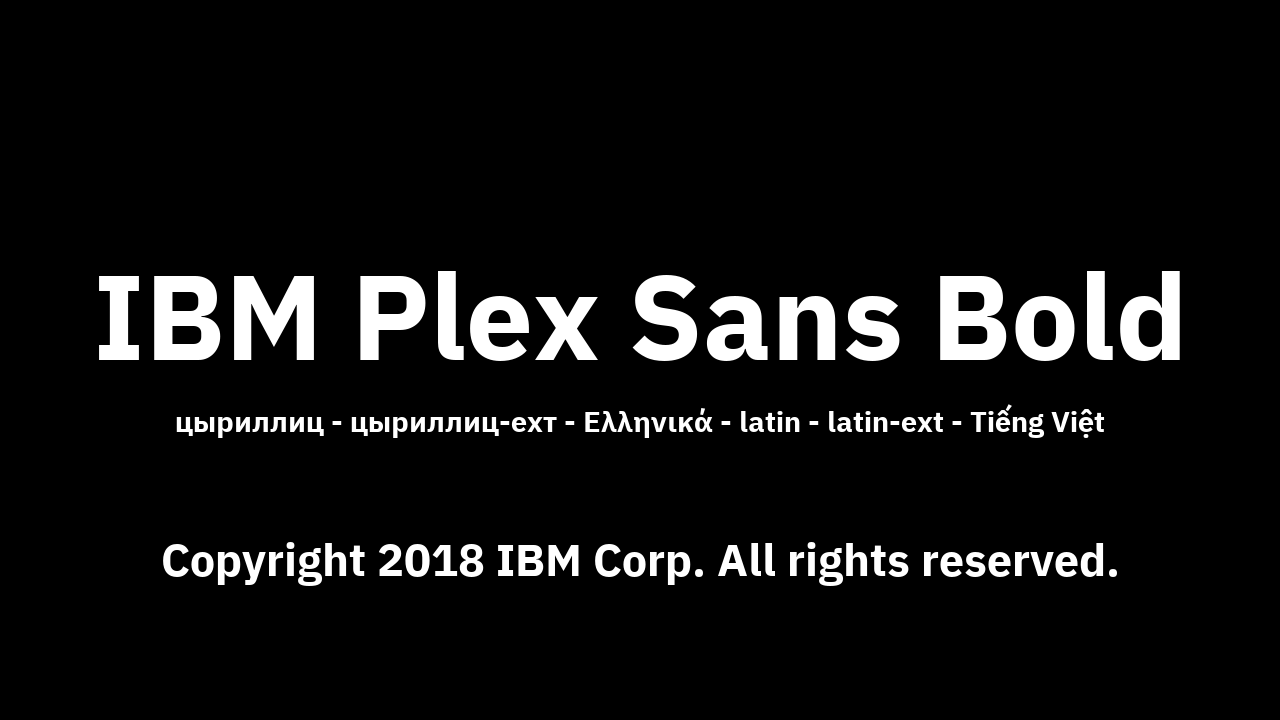 IBM Plex Sans Bold
цыриллиц - цыриллиц-ехт - Ελληνικά - latin - latin-ext - Tiếng Việt
Copyright 2018 IBM Corp. All rights reserved.